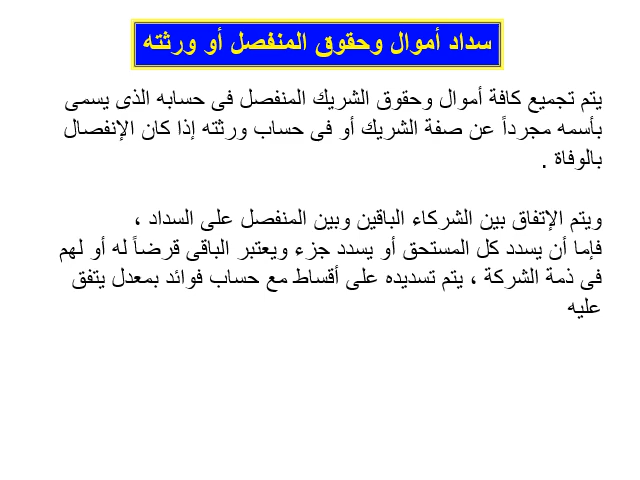 سداد أموال وحقوق المنفصل أو ورثته
يتم تجميع كافة أموال وحقوق الشريك المنفصل فى حسابه الذى يسمى
بأسمه مجرداً عن صفة الشريك أو فى حساب ورثته إذا كان الإنفصال
بالوفاة .
ويتم الإتفاق بين الشركاء الباقين وبين المنفصل على السداد ،
فإما أن يسدد كل المستحق أو يسدد جزء ويعتبر الباقى قرضاً له أو لهم
فى ذمة الشركة ، يتم تسديده على أقساط مع حساب فوائد بمعدل يتفق
عليه